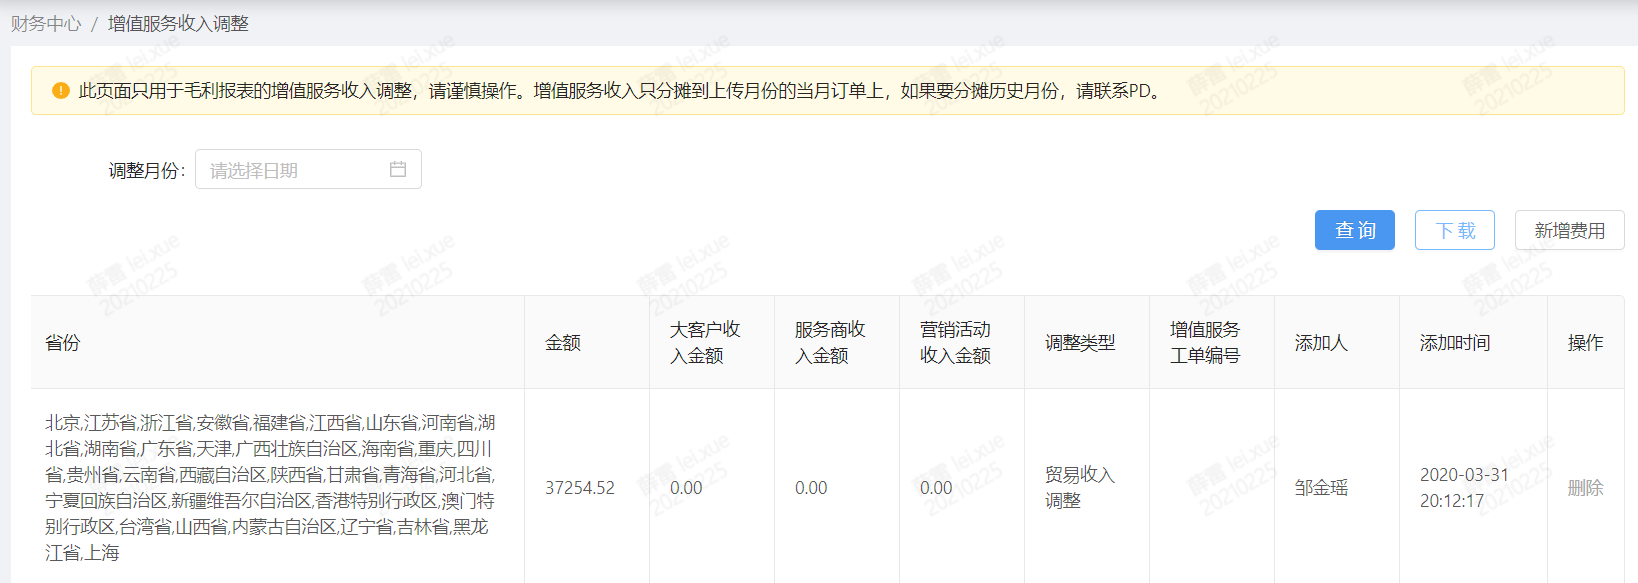 财务中心 / 增值服务收入调整
此页面只用于毛利报表的增值服务收入调整，请谨慎操作。增值服务收入只分摊到上传月份的当月订单上，如果要分摊历史月份，请联系PD。
调整月份: 请选择日期
查 询 下 载 新增费用
省份 金额 大客户收入金额 服务商收入金额 营销活动收入金额 调整类型 增值服务工单编号 添加人 添加时间 操作
北京,江苏省,浙江省,安徽省,福建省,江西省,山东省,河南省,湖
北省,湖南省,广东省,天津,广西壮族自治区,海南省,重庆,四川
省,贵州省,云南省,西藏自治区,陕西省,甘肃省,青海省,河北省,
宁夏回族自治区,新疆维吾尔自治区,香港特别行政区,澳门特
别行政区,台湾省,山西省,内蒙古自治区,辽宁省,吉林省,黑龙
江省,上海
37254.52 0.00 0.00 0.00 贸易收入调整 邹金瑶 2020-03-31 20:12:17 删除
薛雷 lei.xue
20210225